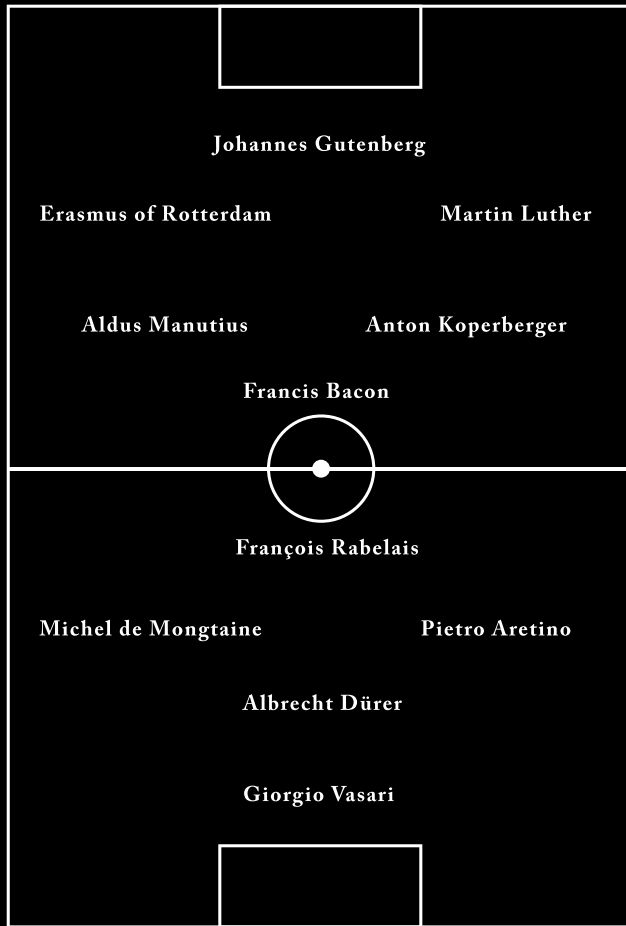 Johannes Gutenberg
Erasmus of Rotterdam
Martin Luther
Aldus Manutius
Anton Koperberger
Francis Bacon
François Rabelais
Michel de Mongtaine
Pietro Aretino
Albrecht Dürer
Giorgio Vasari